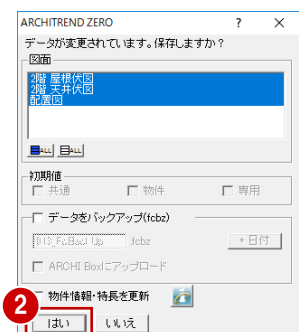 ARCHITREND ZERO ? ×
データが変更されています。保存しますか?
図面
2階 屋根伏図
2階 天井伏図
配置図
ALL ALL
初期値
共通 物件 専用
データをバックアップ(fcbz)
.fcbz +日付
ARCHI Boxにアップロード
物件情報・特長を更新
2
はい いいえ